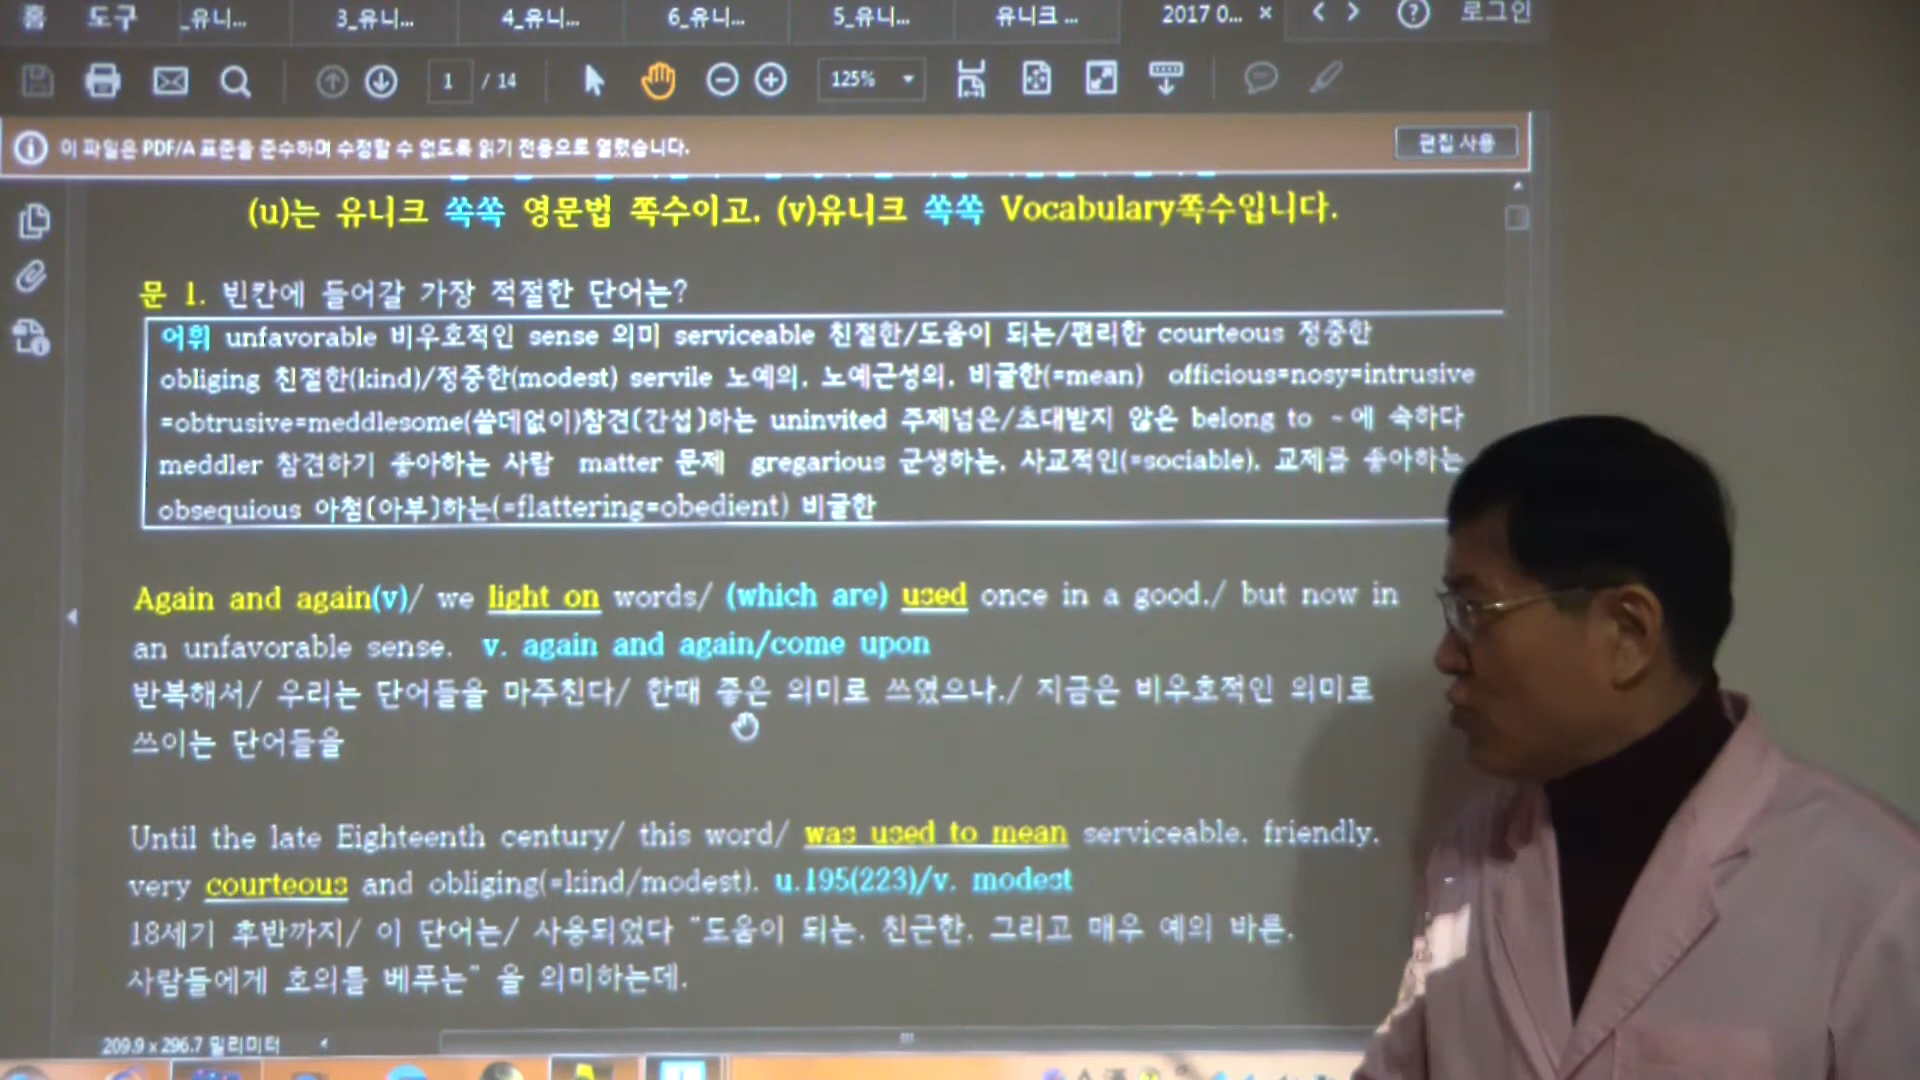 홈 도구 _유니... 3_유니... 4_유니... 6_유니... 5_유니... 유니크 ... 2017 0... × ? 로그인
1 / 14 125%
이 파일은 PDF/A 표준을 준수하며 수정할 수 없도록 읽기 전용으로 열렸습니다. 편집 사용
(u)는 유니크 쏙쏙 영문법 쪽수이고. (v)유니크 쏙쏙 Vocabulary쪽수입니다.
문 1. 빈칸에 들어갈 가장 적절한 단어는?
어휘 unfavorable 비우호적인 sense 의미 serviceable 친절한/도움이 되는/편리한 courteous 정중한
obliging 친절한(kind)/정중한(modest) servile 노예의, 노예근성의, 비굴한(=mean) officious=nosy=intrusive
=obtrusive=meddlesome(쓸데없이)참견[간섭]하는 uninvited 주제넘은/초대받지 않은 belong to ~에 속하다
meddler 참견하기 좋아하는 사람 matter 문제 gregarious 군생하는, 사교적인(=sociable), 교제를 좋아하는
obsequious 아첨[아부]하는(=flattering=obedient) 비굴한
Again and again(v)/ we light on words/ (which are) used once in a good./ but now in
an unfavorable sense. v. again and again/come upon
반복해서/ 우리는 단어들을 마주친다/ 한때 좋은 의미로 쓰였으나./ 지금은 비우호적인 의미로
쓰이는 단어들을
Until the late Eighteenth century/ this word/ was used to mean serviceable. friendly.
very courteous and obliging(=kind/modest). u.195(223)/v. modest
18세기 후반까지/ 이 단어는/ 사용되었다 "도움이 되는. 친근한. 그리고 매우 예의 바른.
사람들에게 호의를 베푸는" 을 의미하는데.
209.9 x 296.7 밀리미터